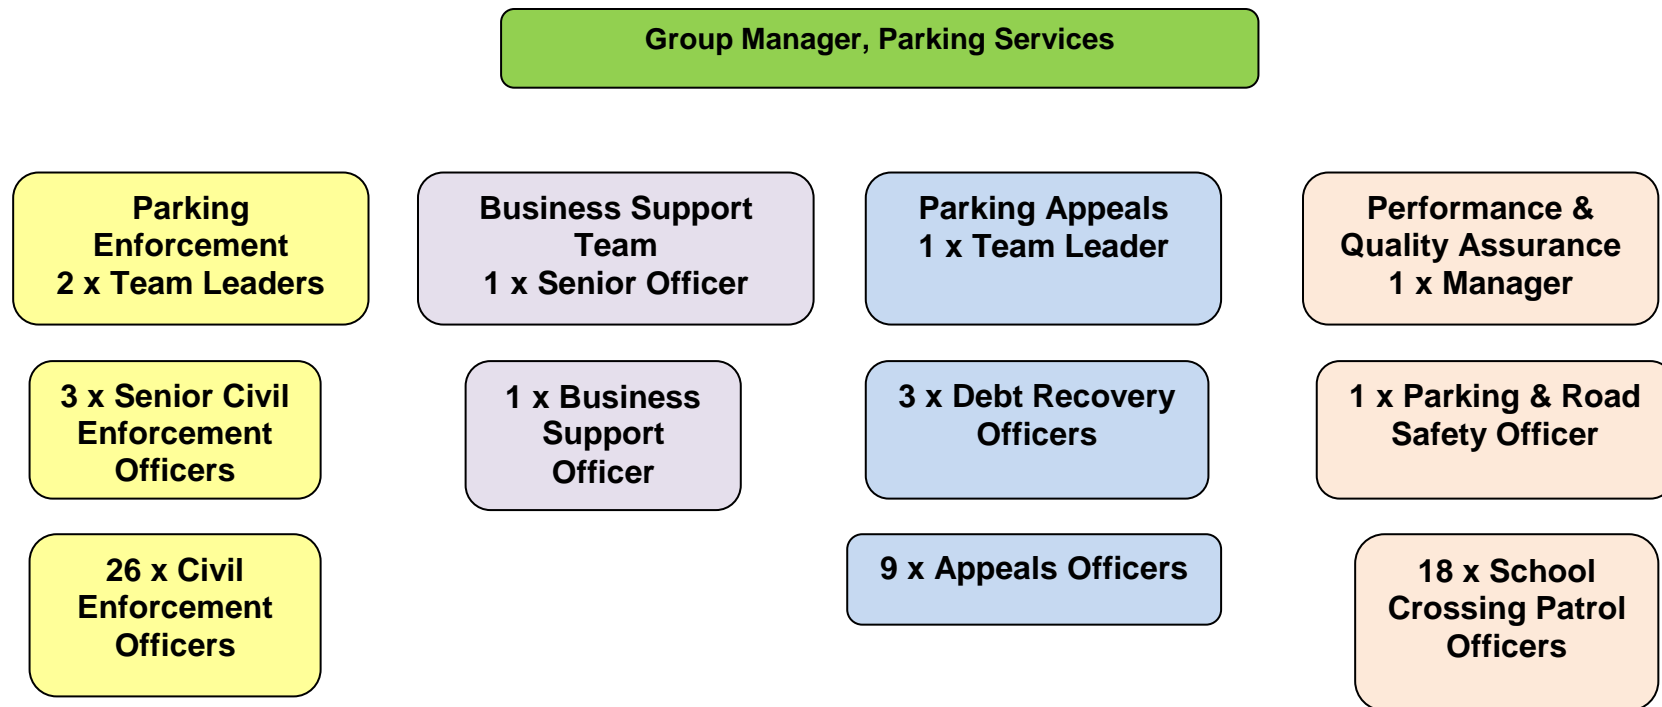 Group Manager, Parking Services
Parking
Enforcement
2 x Team Leaders
Business Support
Team
1 x Senior Officer
Parking Appeals
1 x Team Leader
Performance &
Quality Assurance
1 x Manager
3 x Senior Civil
Enforcement
Officers
1 x Business
Support
Officer
3 x Debt Recovery
Officers
1 x Parking & Road
Safety Officer
26 x Civil
Enforcement
Officers
9 x Appeals Officers
18 x School
Crossing Patrol
Officers